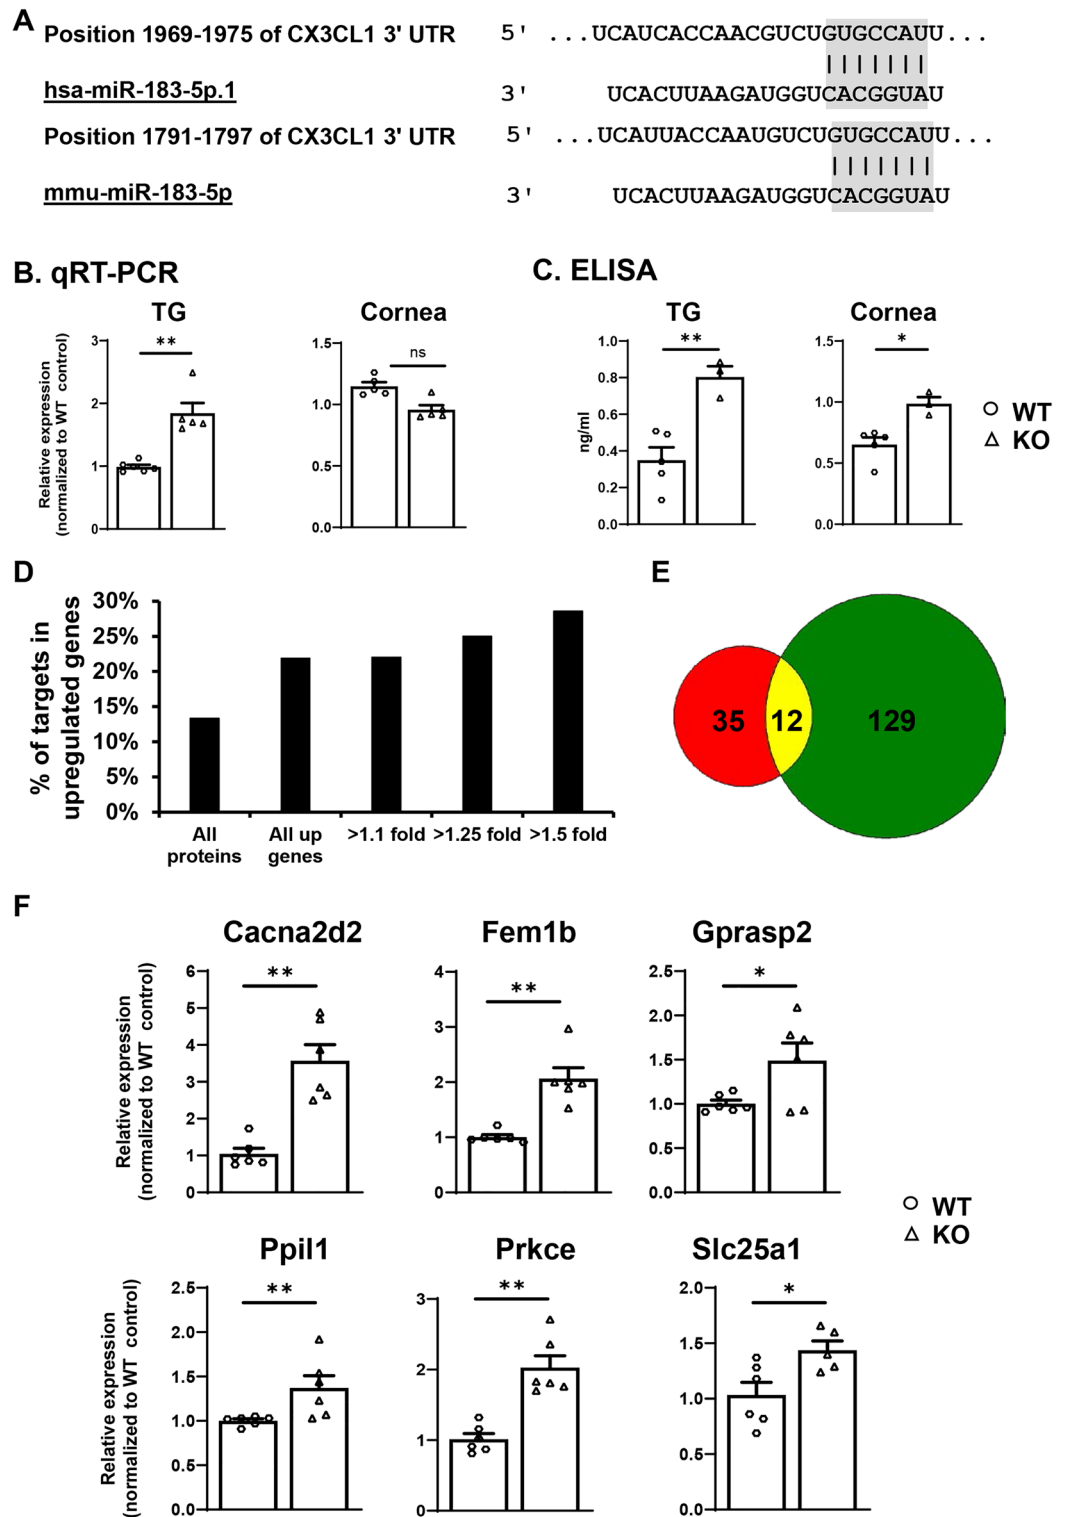 A
Position 1969-1975 of CX3CL1 3' UTR 5' ...UCAUCACCAACGUCUGUGCCAUU...
hsa-miR-183-5p.1 3' UCACUUAAGAUGGUCACGGUAU
Position 1791-1797 of CX3CL1 3' UTR 5' ...UCAUUACCAAUGUCUGUGCCAUU...
mmu-miR-183-5p 3' UCACUUAAGAUGGUCACGGUAU
B. qRT-PCR
TG
Cornea
Relative expression
(normalized to WT control)
3
2
1
0
**
1.5
1.0
0.5
0.0
ns
C. ELISA
TG
Cornea
ng/ml
1.0
0.8
0.6
0.4
0.2
0.0
**
1.5
1.0
0.5
0.0
*
WT
KO
D
% of targets in
upregulated genes
30%
25%
20%
15%
10%
5%
0%
All
proteins
All up
genes
>1.1 fold
>1.25 fold
>1.5 fold
E
35
12
129
F
Cacna2d2
Relative expression
(normalized to WT control)
6
5
4
3
2
1
0
**
Fem1b
4
3
2
1
0
**
Gprasp2
2.5
2.0
1.5
1.0
0.5
0.0
*
WT
KO
Ppil1
Relative expression
(normalized to WT control)
2.5
2.0
1.5
1.0
0.5
0.0
**
Prkce
3
2
1
0
**
Slc25a1
2.0
1.5
1.0
0.5
0.0
*